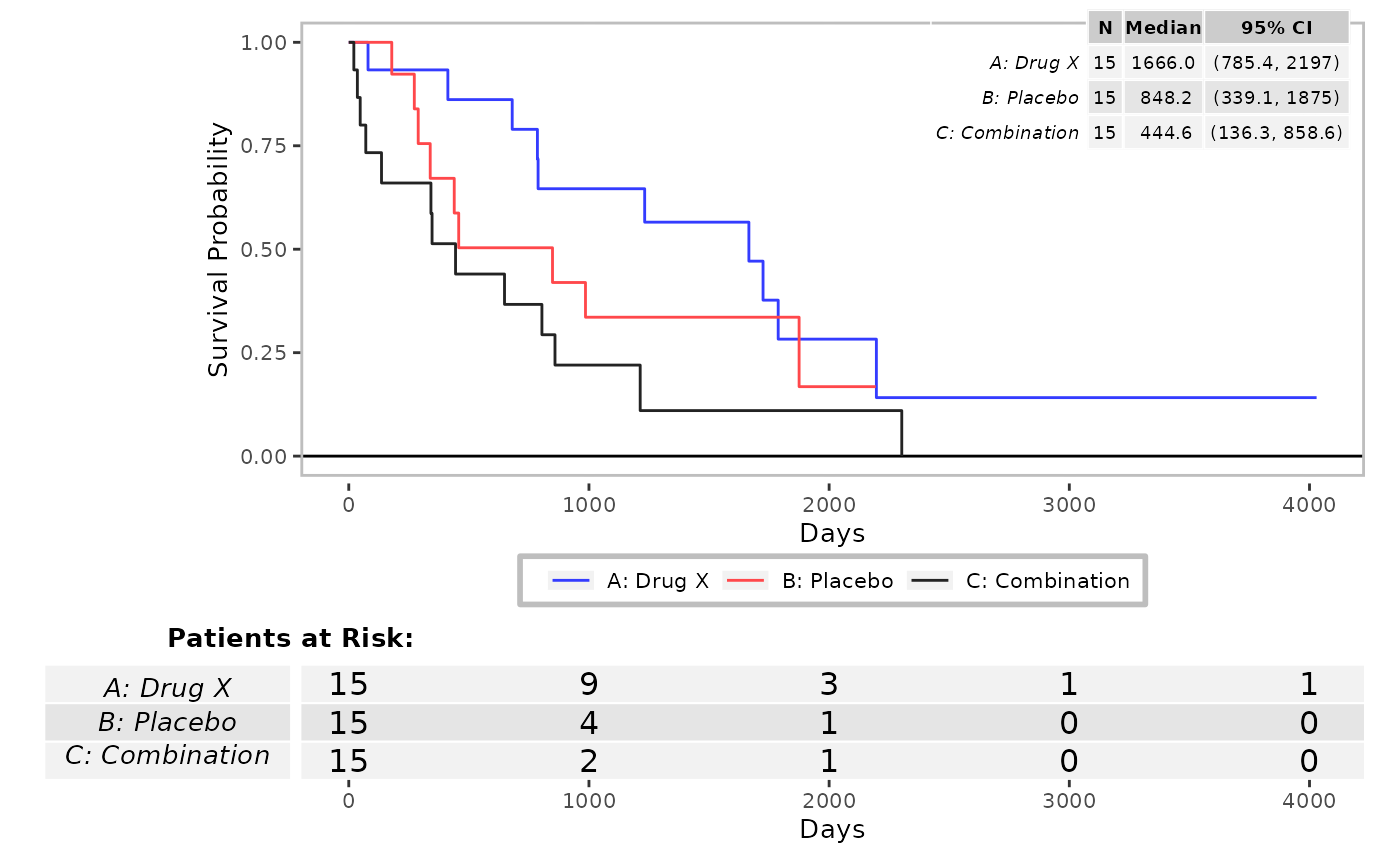 N Median 95% CI
A: Drug X 15 1666.0 (785.4, 2197)
B: Placebo 15 848.2 (339.1, 1875)
C: Combination 15 444.6 (136.3, 858.6)
Survival Probability
1.00
0.75
0.50
0.25
0.00
0 1000 2000 3000 4000
Days
A: Drug X B: Placebo C: Combination
Patients at Risk:
A: Drug X 15 9 3 1 1
B: Placebo 15 4 1 0 0
C: Combination 15 2 1 0 0
0 1000 2000 3000 4000
Days